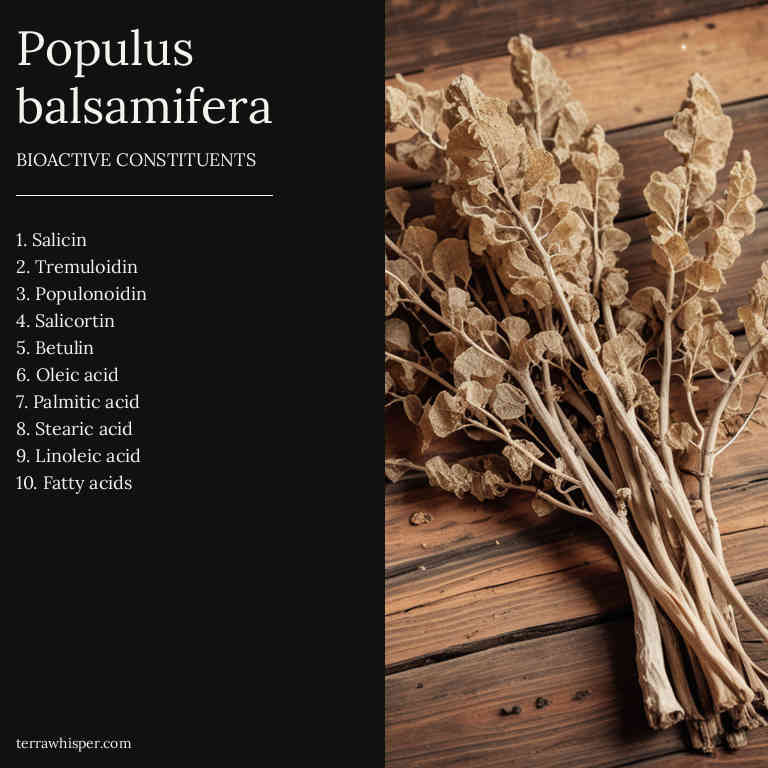 Populus
balsamifera
BIOACTIVE CONSTITUENTS
1. Salicin
2. Tremuloidin
3. Populonoidin
4. Salicortin
5. Betulin
6. Oleic acid
7. Palmitic acid
8. Stearic acid
9. Linoleic acid
10. Fatty acids
terrawhisper.com